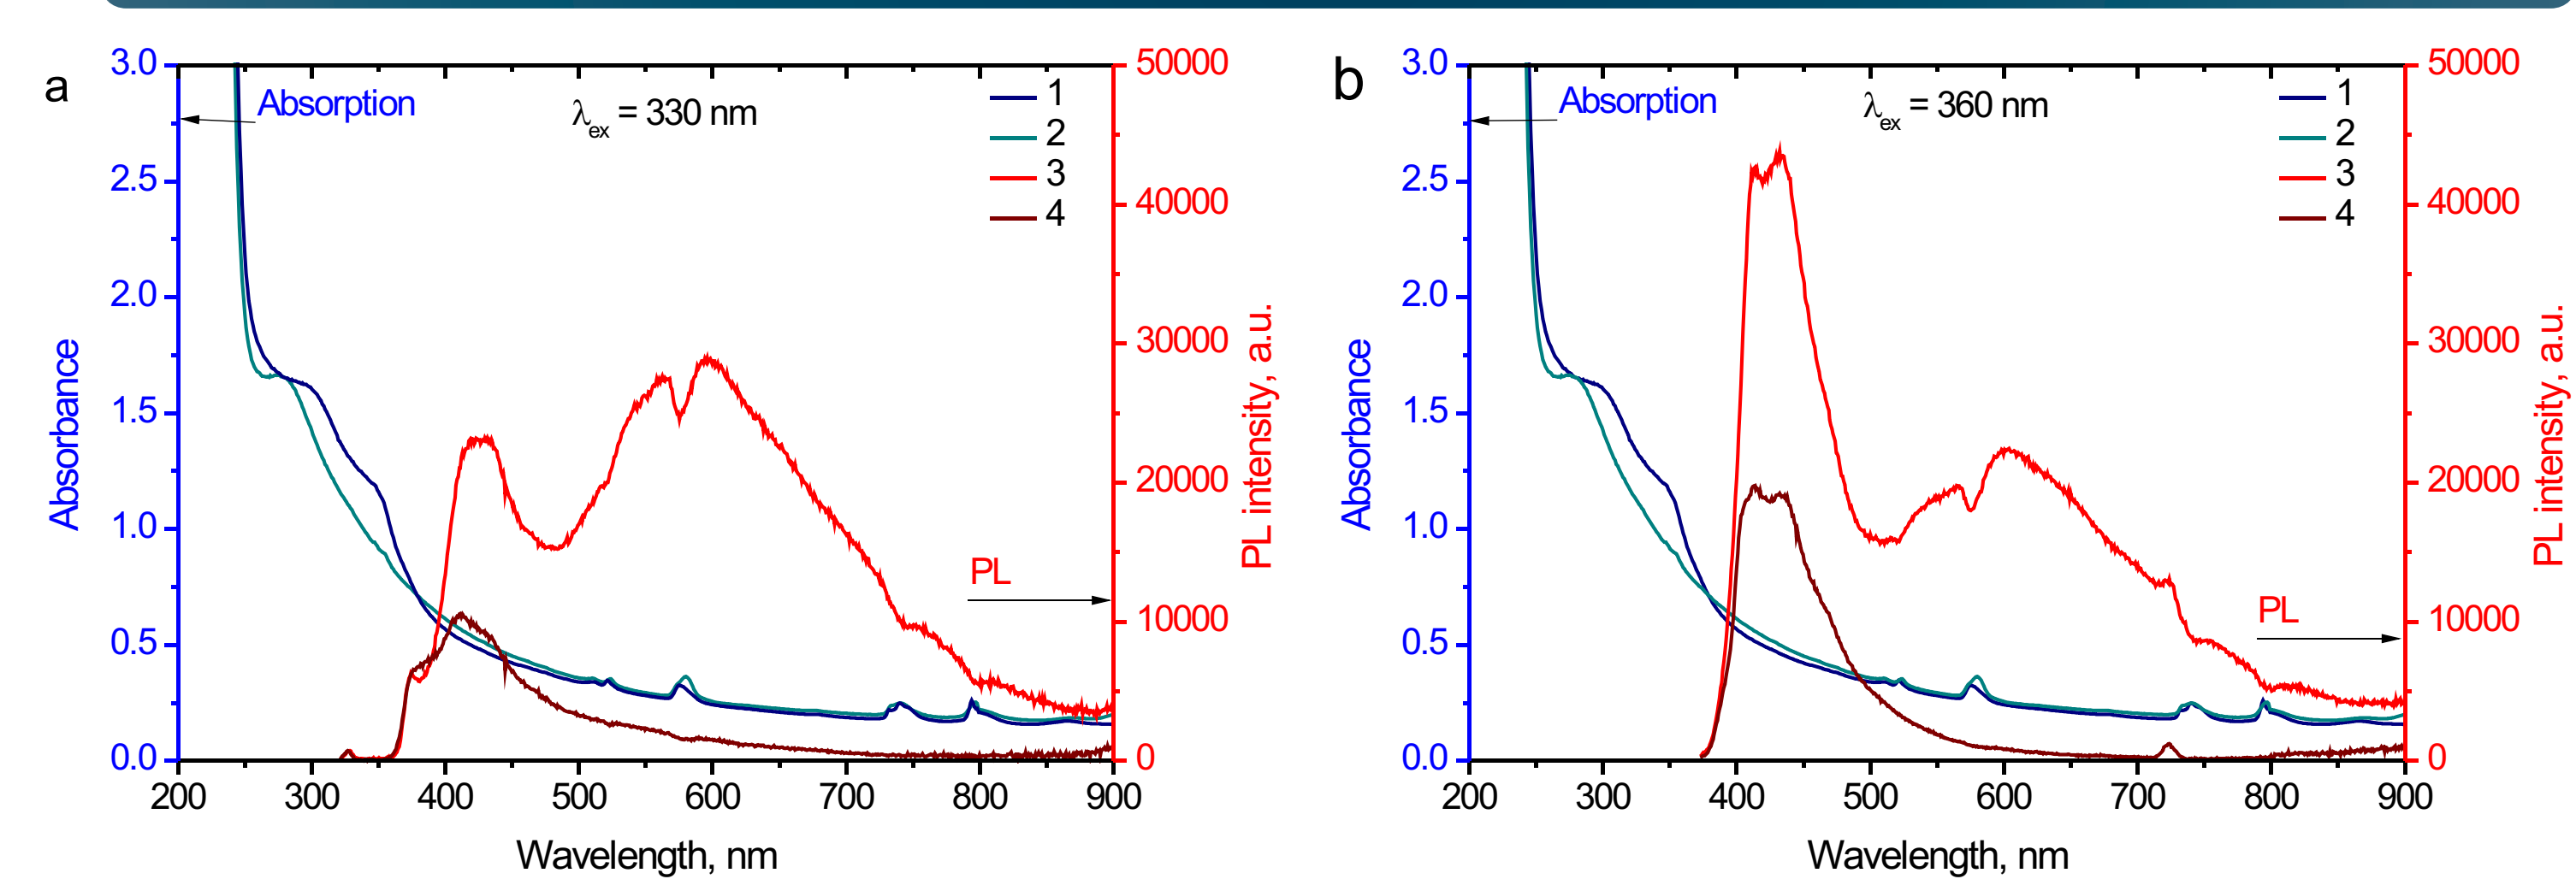 a
Absorption
λex = 330 nm
1
2
3
4
PL
Absorbance
3.0
2.5
2.0
1.5
1.0
0.5
0.0
200 300 400 500 600 700 800 900
Wavelength, nm
50000
40000
30000
20000
10000
0
PL intensity, a.u.
b
Absorption
λex = 360 nm
1
2
3
4
PL
Absorbance
3.0
2.5
2.0
1.5
1.0
0.5
0.0
200 300 400 500 600 700 800 900
Wavelength, nm
50000
40000
30000
20000
10000
0
PL intensity, a.u.